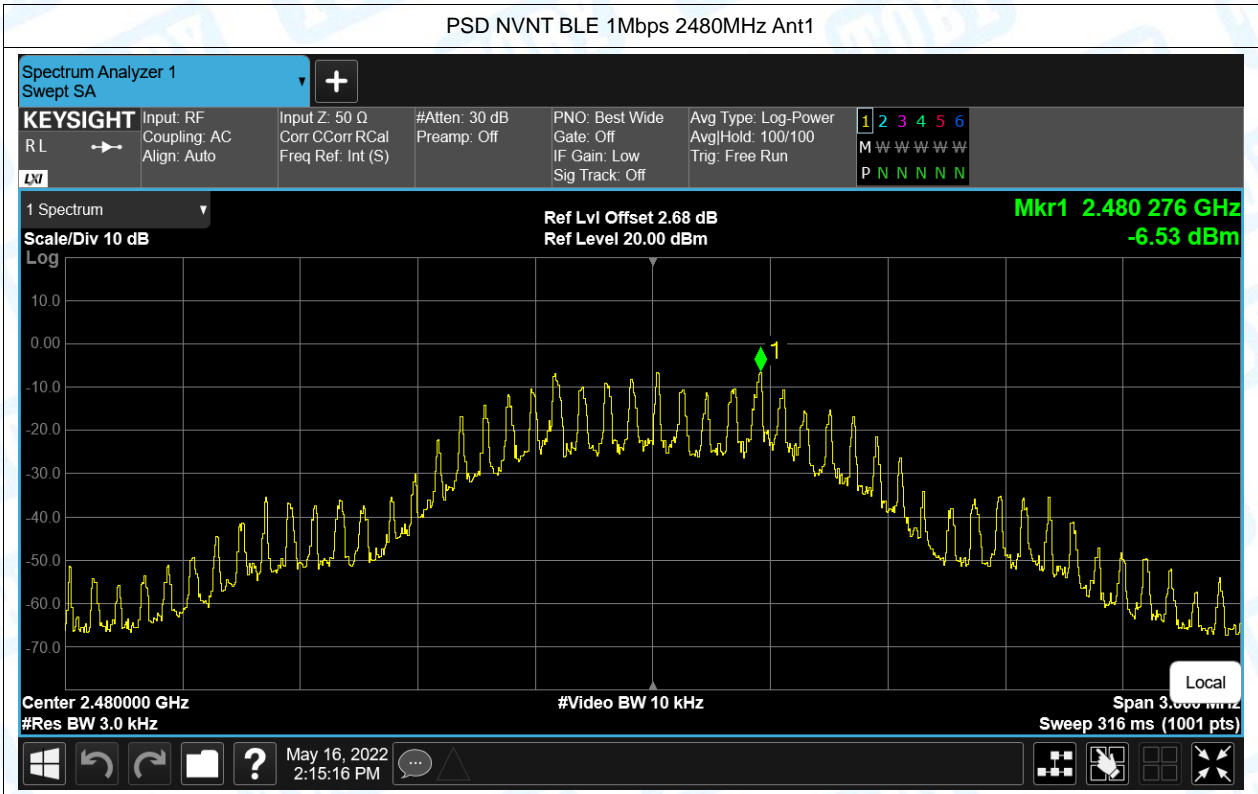 PSD NVNT BLE 1Mbps 2480MHz Ant1
Spectrum Analyzer 1
Swept SA
KEYSIGHT
RL
LXI
Input: RF
Coupling: AC
Align: Auto
Input Z: 50 Ω
Corr CCorr RCal
Freq Ref: Int (S)
#Atten: 30 dB
Preamp: Off
PNO: Best Wide
Gate: Off
IF Gain: Low
Sig Track: Off
Avg Type: Log-Power
Avg|Hold: 100/100
Trig: Free Run
1 2 3 4 5 6
M W W W W W
P N N N N N
1 Spectrum
Scale/Div 10 dB
Ref Lvl Offset 2.68 dB
Ref Level 20.00 dBm
Mkr1 2.480 276 GHz
-6.53 dBm
Log
10.0
0.00
-10.0
-20.0
-30.0
-40.0
-50.0
-60.0
-70.0
1
Local
Center 2.480000 GHz
#Res BW 3.0 kHz
#Video BW 10 kHz
Span 3.000 MHz
Sweep 316 ms (1001 pts)
?
May 16, 2022
2:15:16 PM